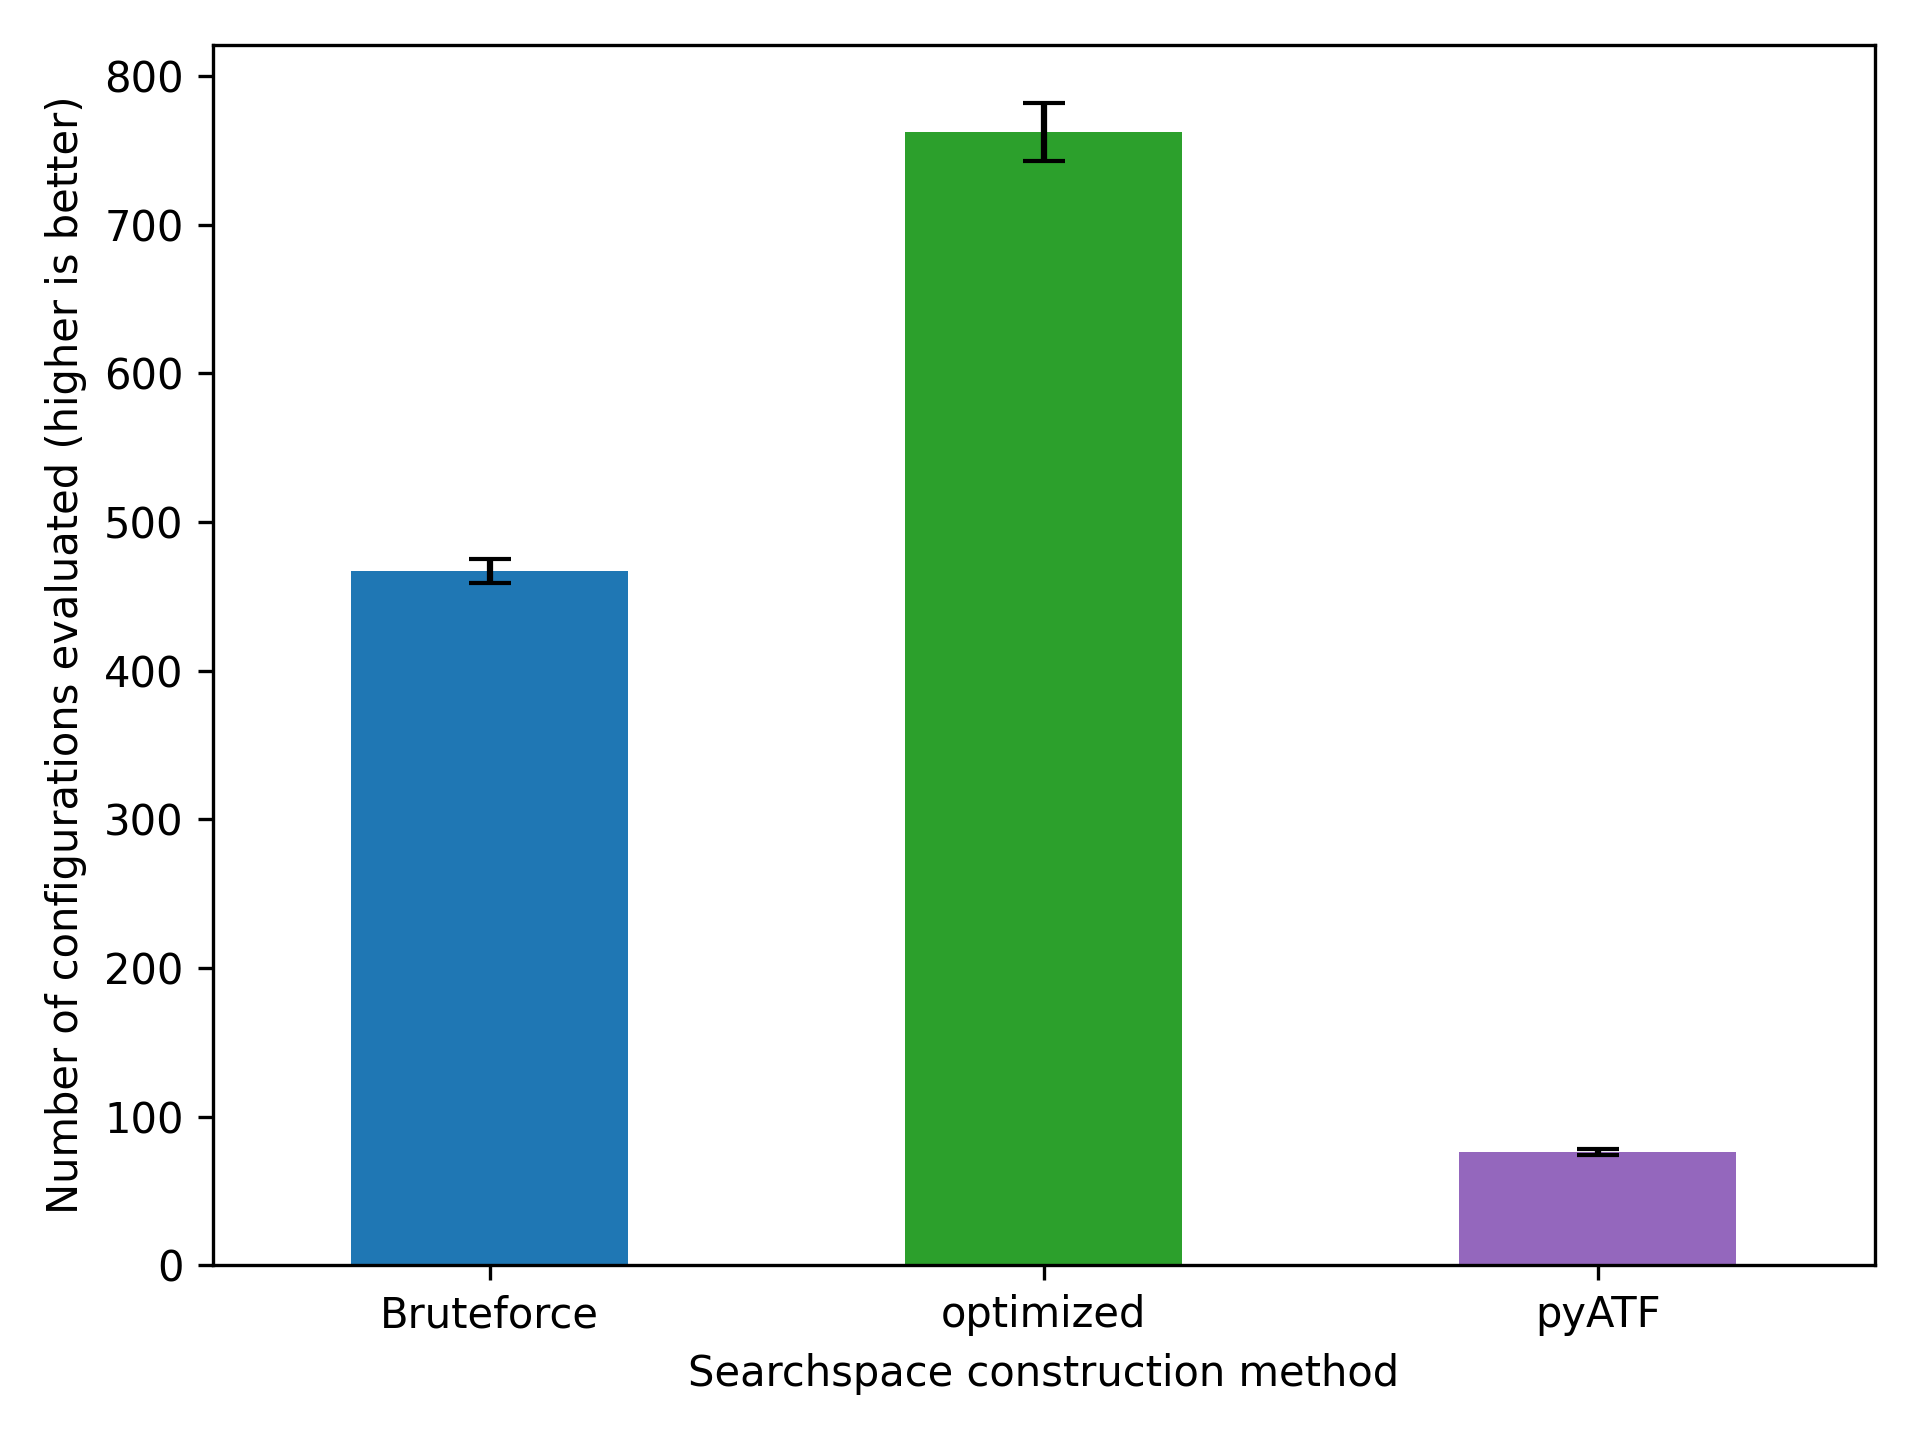 Number of configurations evaluated (higher is better)
800
700
600
500
400
300
200
100
0
Bruteforce
optimized
pyATF
Searchspace construction method